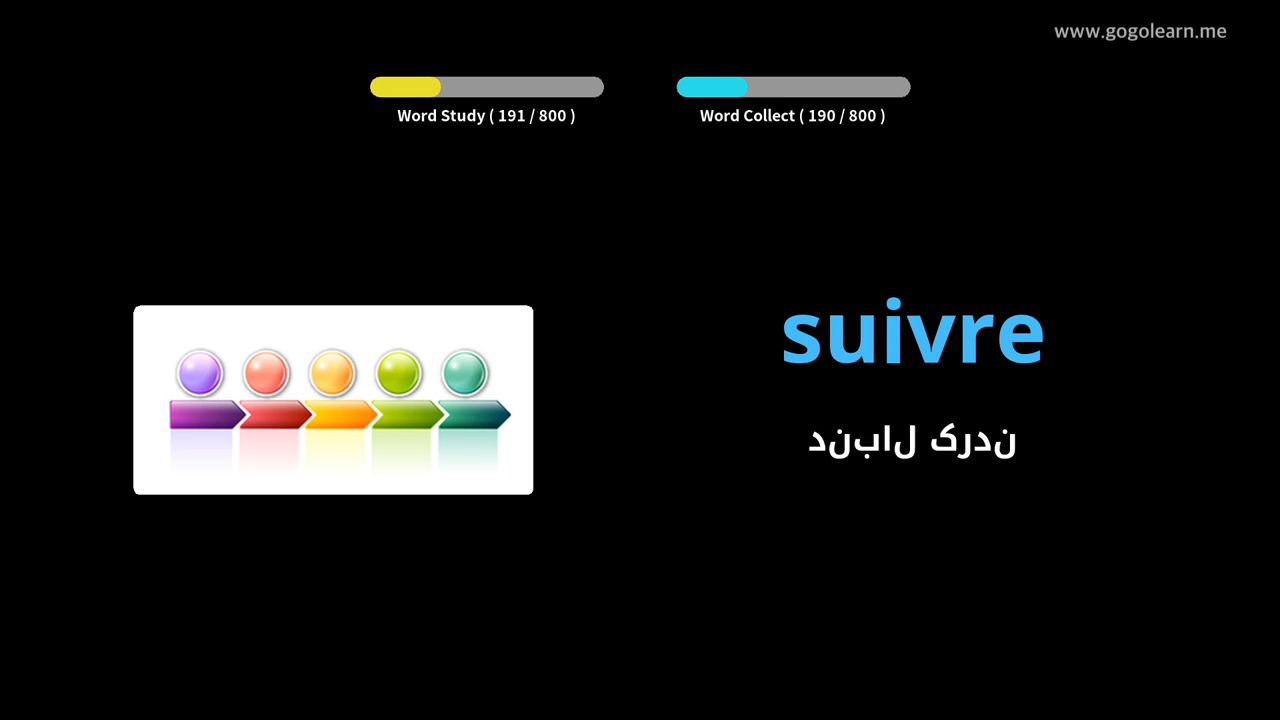 www.gogolearn.me
Word Study ( 191 / 800 )
Word Collect ( 190 / 800 )
suivre
دنبال کردن